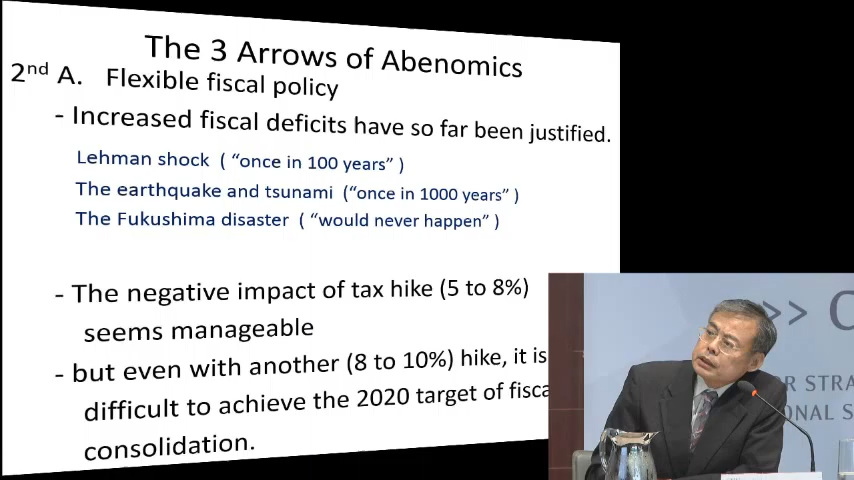 The 3 Arrows of Abenomics
2nd A. Flexible fiscal policy
- Increased fiscal deficits have so far been justified.
Lehman shock ( “once in 100 years” )
The earthquake and tsunami (“once in 1000 years” )
The Fukushima disaster ( “would never happen” )
- The negative impact of tax hike (5 to 8%)
seems manageable
- but even with another (8 to 10%) hike, it is
difficult to achieve the 2020 target of fisca
consolidation.
>> C
R STRA
ONAL S